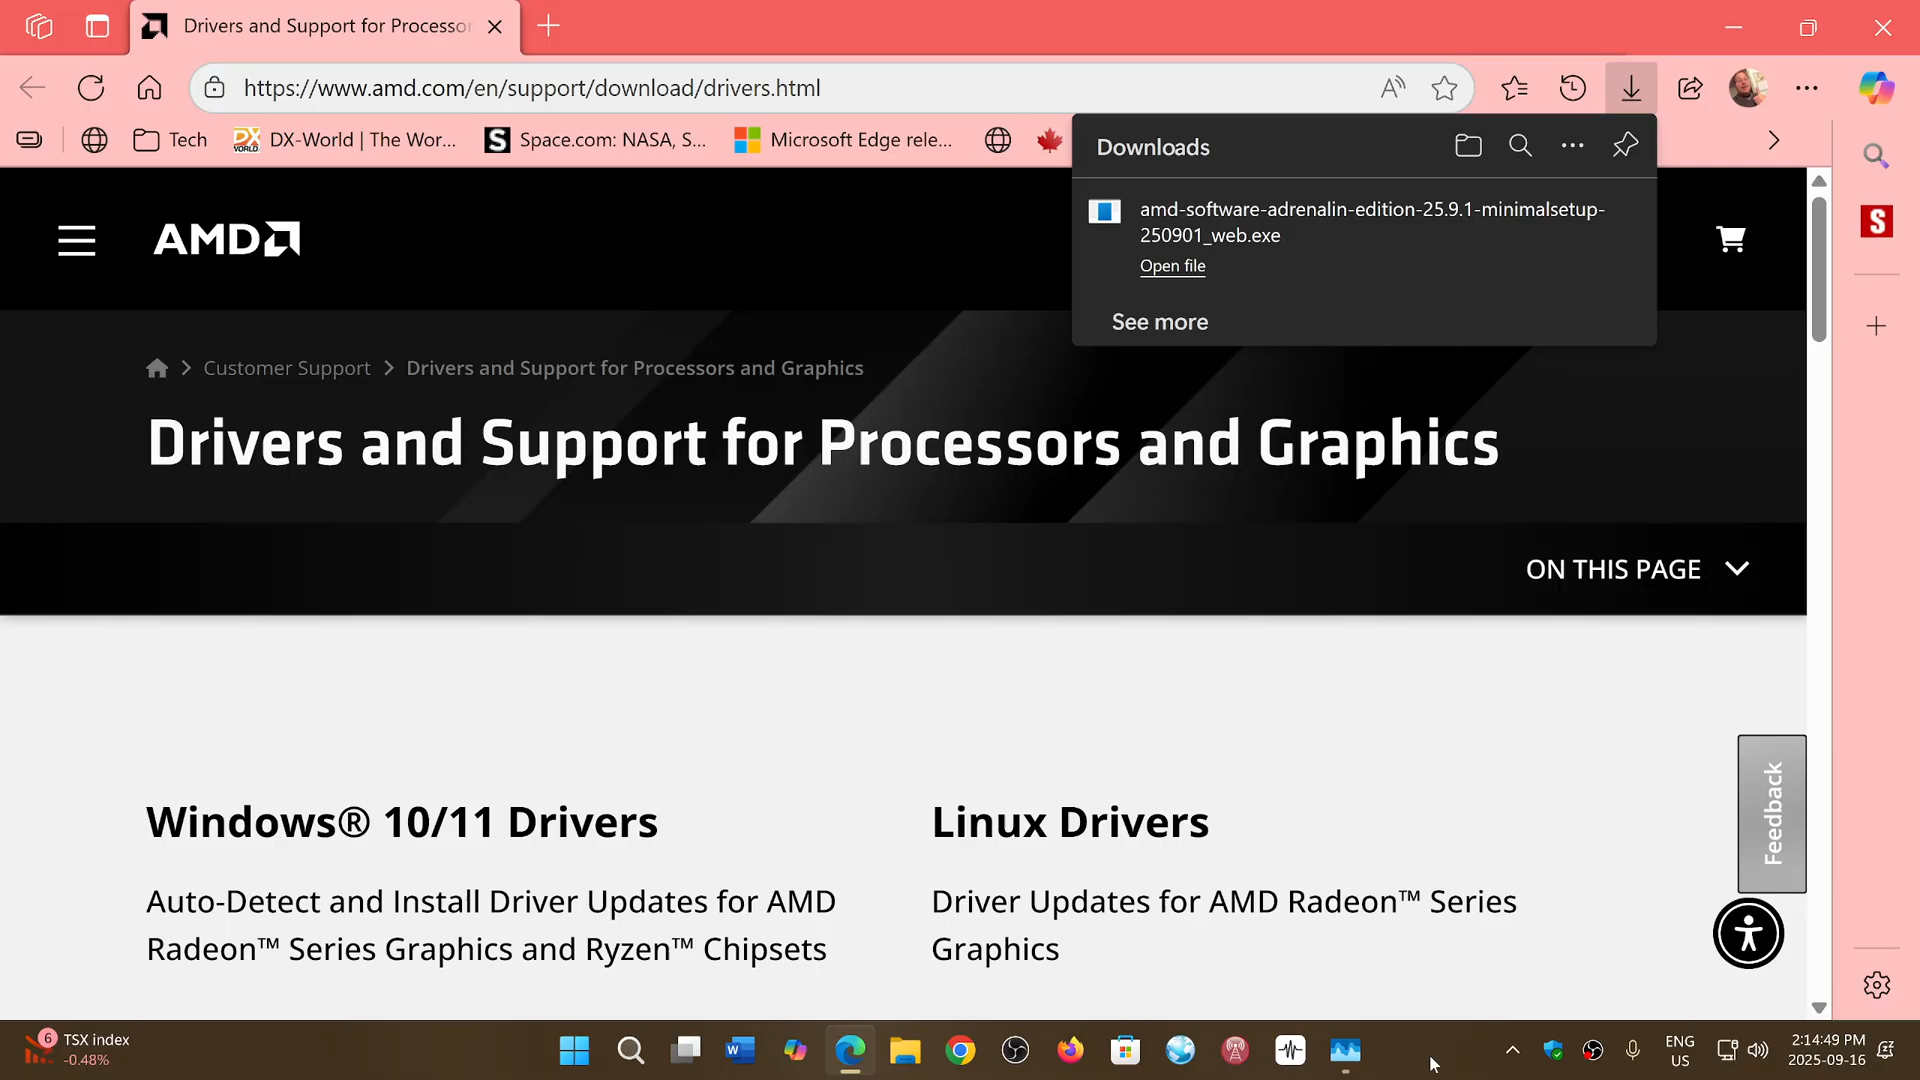 Drivers and Support for Processor
https://www.amd.com/en/support/download/drivers.html
Tech
DX-World | The Wor...
Space.com: NASA, S...
Microsoft Edge rele...
Downloads
amd-software-adrenalin-edition-25.9.1-minimalsetup-
250901_web.exe
Open file
See more
AMD
Customer Support
Drivers and Support for Processors and Graphics
Drivers and Support for Processors and Graphics
ON THIS PAGE
Windows® 10/11 Drivers
Auto-Detect and Install Driver Updates for AMD
Radeon™ Series Graphics and Ryzen™ Chipsets
Linux Drivers
Driver Updates for AMD Radeon™ Series
Graphics
Feedback
6
TSX index
-0.48%
ENG
US
2:14:49 PM
2025-09-16